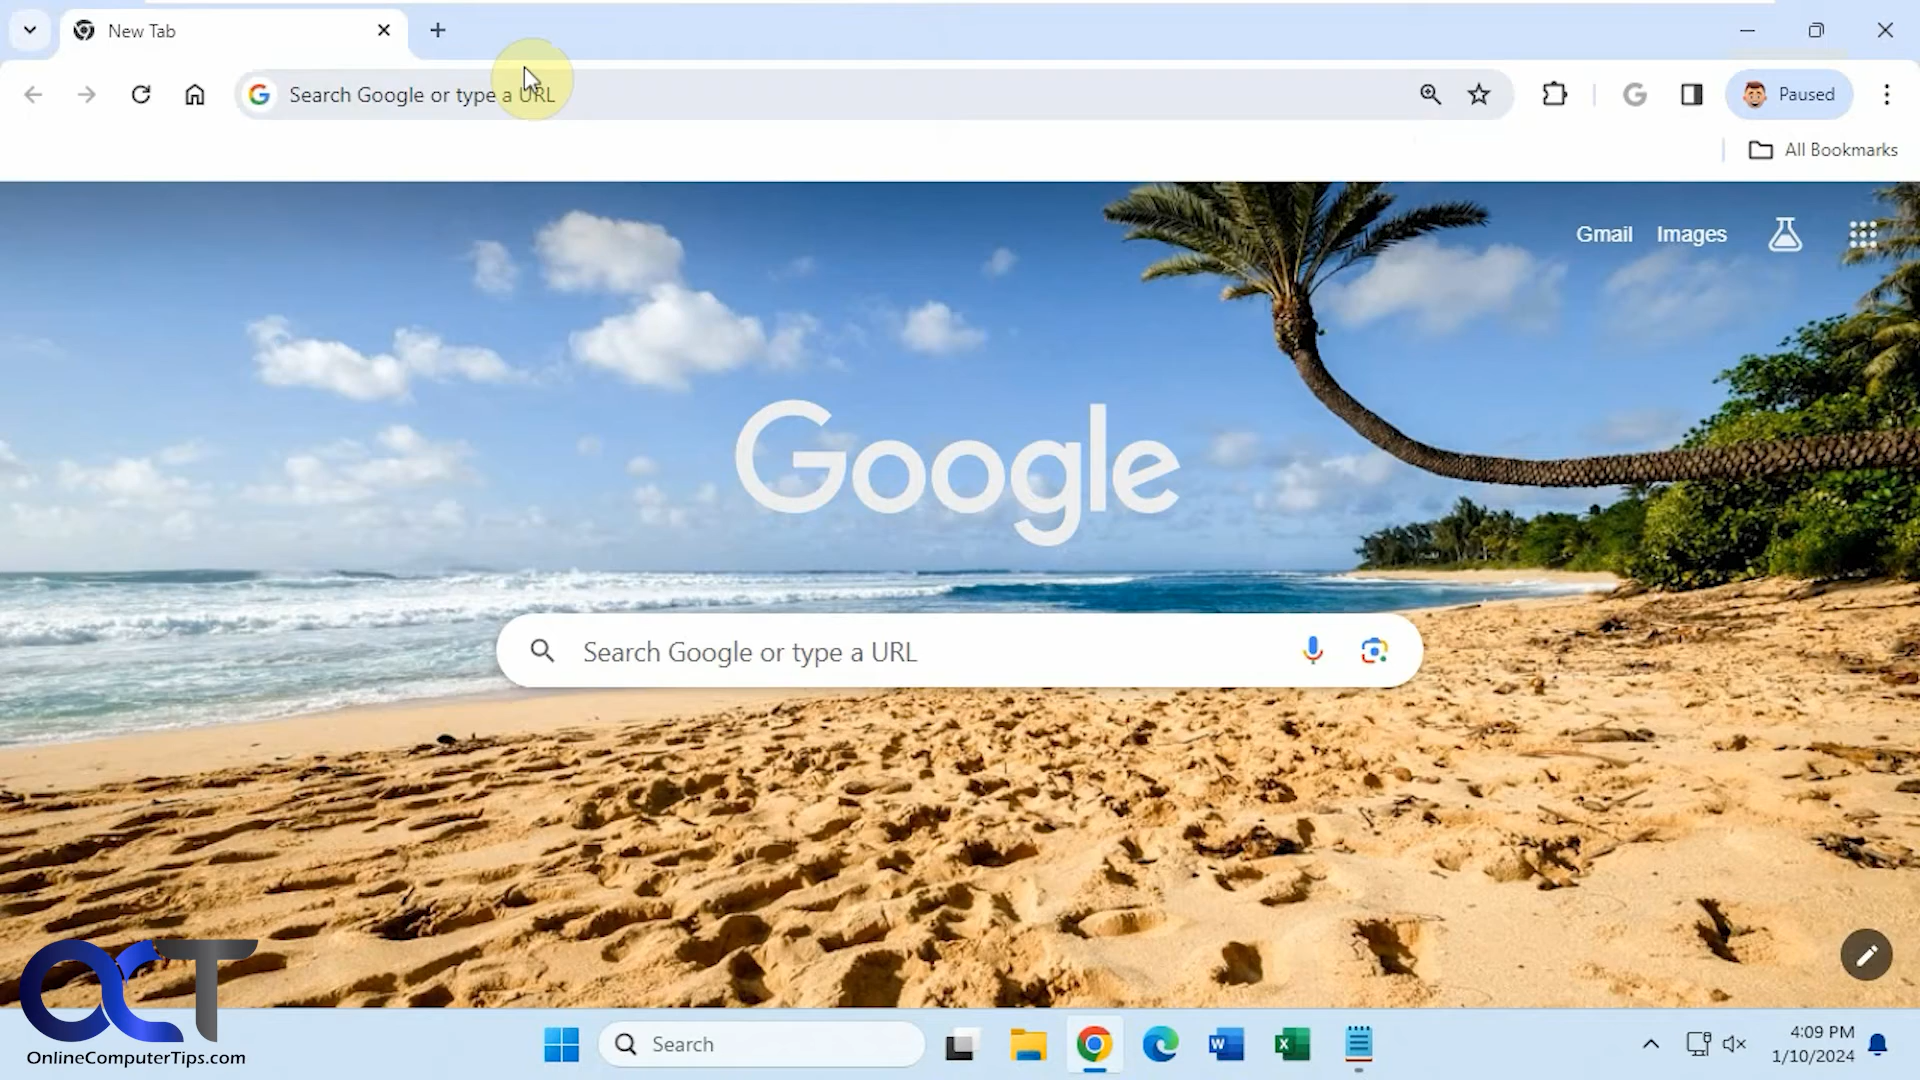 New Tab
Search Google or type a URL
Paused
All Bookmarks
Gmail Images
Google
Search Google or type a URL
OCT
OnlineComputerTips.com
Search
4:09 PM
1/10/2024